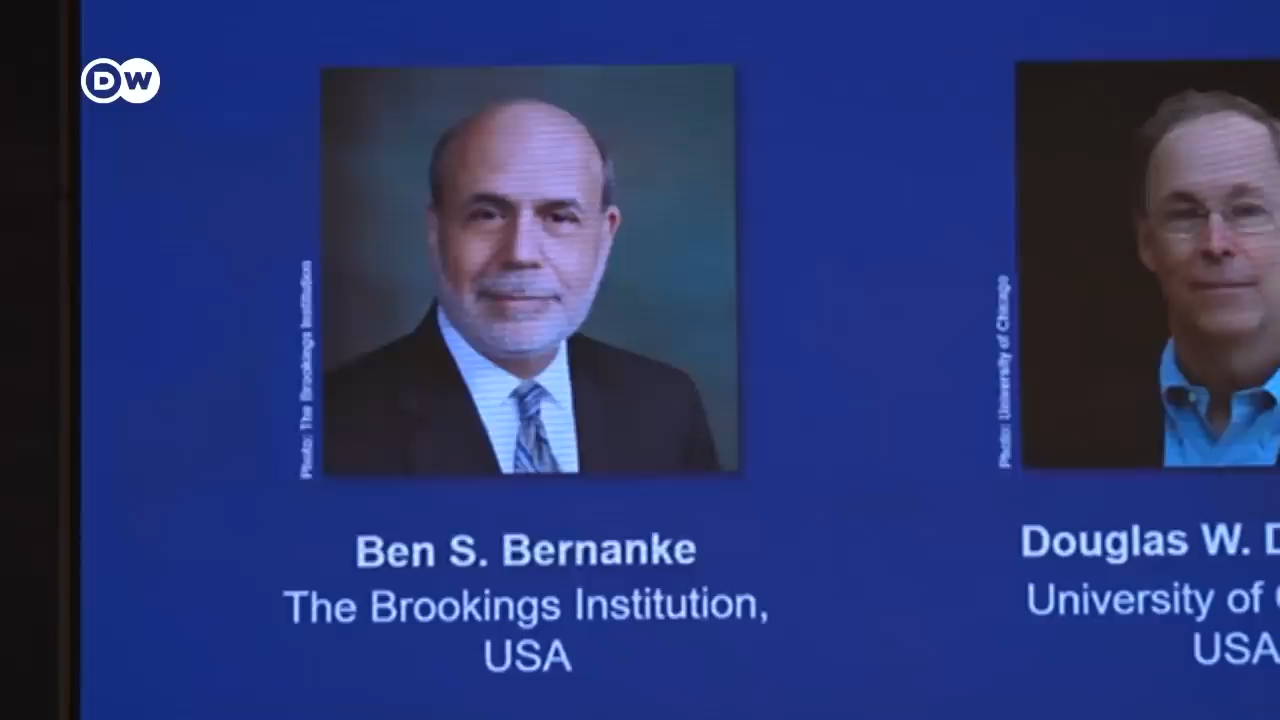 DW
Photo: The Brookings Institution
Photo: University of Chicago
Ben S. Bernanke
The Brookings Institution,
USA
Douglas W. D
University of
USA